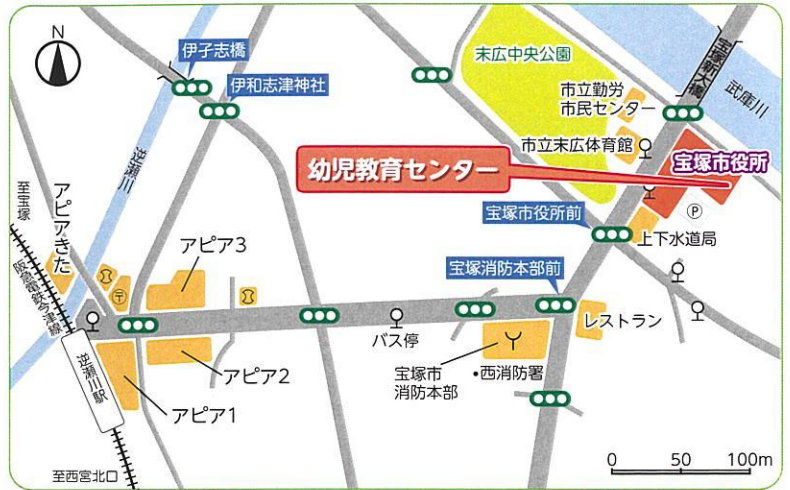 N
伊孑志橋
伊和志津神社
末広中央公園
宝塚新大橋
武庫川
市立勤労
市民センター
市立末広体育館
宝塚市役所
幼児教育センター
逆瀬川
至宝塚
アピアきた
P
宝塚市役所前
上下水道局
アピア3
宝塚消防本部前
阪急電鉄今津線
〒
バス停
レストラン
逆瀬川駅
アピア2
宝塚市
消防本部
•西消防署
アピア1
至西宮北口
0 50 100m